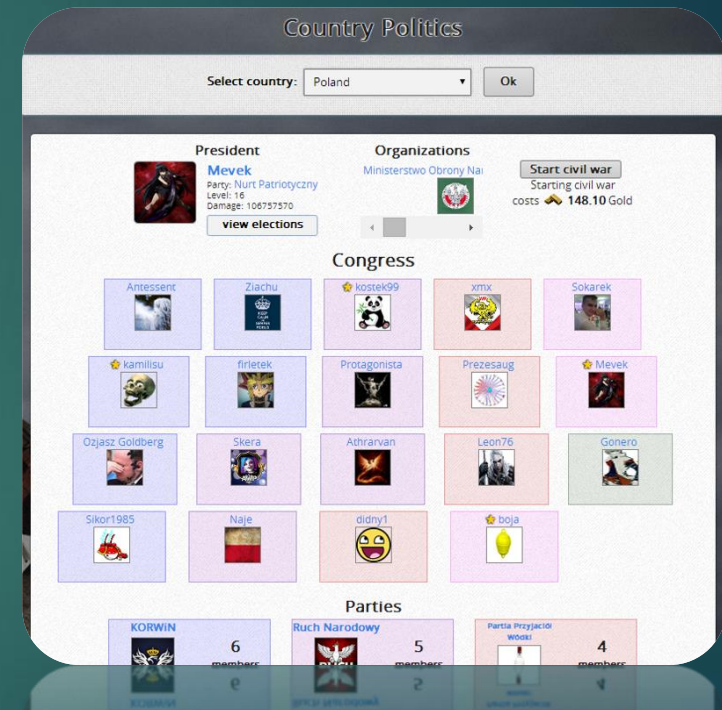 Country Politics
Select country: Poland Ok
President
Mevek
Party: Nurt Patriotyczny
Level: 16
Damage: 106757570
view elections
Organizations
Ministerstwo Obrony Nar
Start civil war
Starting civil war
costs 148.10 Gold
Congress
Antessent Ziachu kostek99 xmx Sokarek
kamilisu firletek Protagonista Prezesaug Mevek
Ozjasz Goldberg Skera Athrarvan Leon76 Gonero
Sikor1985 Naje didny1 boja
Parties
KORWiN
6
members
Ruch Narodowy
5
members
Partia Przyjaciół
Wódki
4
members